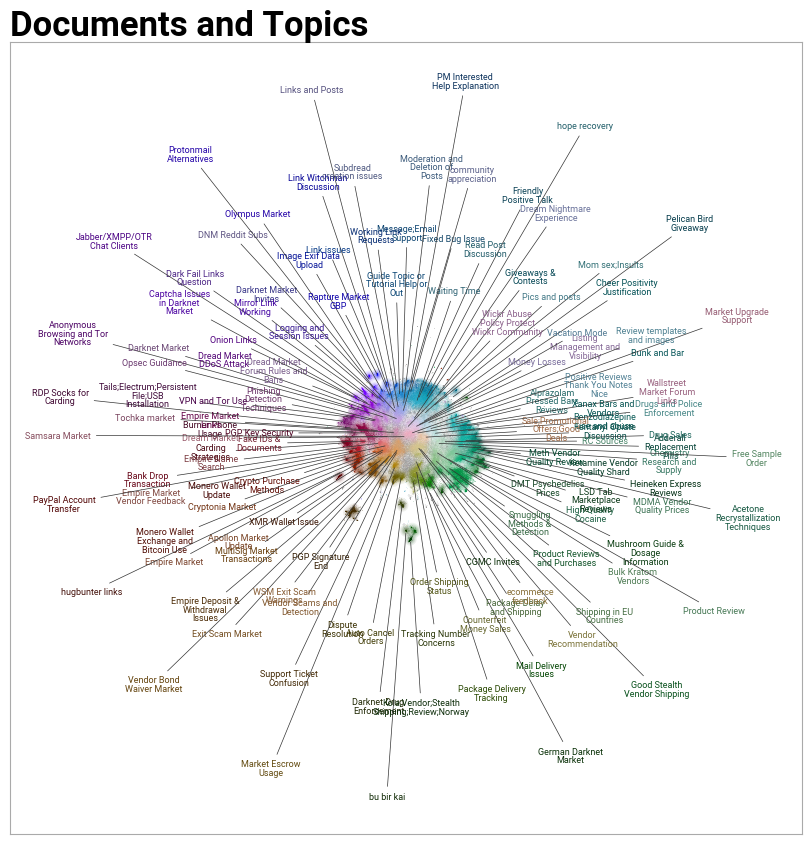 Documents and Topics
PM Interested
Help Explanation
Links and Posts
hope recovery
Protonmail
Alternatives
Moderation and
Deletion of
Posts
Subdread
community
appreciation
Link Witchman
Discussion
Friendly
Positive Talk
Dream Nightmare
Experience
Olympus Market
Pelican Bird
Giveaway
DNM Reddit Subs
Jabber/XMPP/OTR
Chat Clients
Working Link
Requests
Message;Email
Support
Fixed Bug Issue
Read Post
Discussion
Link issues
Image Exif Data
Upload
Mom sex;Insults
Dark Fail Links
Question
Giveaways &
Contests
Guide Topic or
Tutorial Help or
Out
Cheer Positivity
Justification
Darknet Market
Invites
Captcha Issues
in Darknet
Market
Mirror Link
Working
Rapture Market
GBP
Waiting Time
Pics and posts
Market Upgrade
Support
Wickr Abuse
Policy Protect
Wickr Community
Anonymous
Browsing and Tor
Networks
Logging and
Session Issues
Vacation Mode
Listing
Management and
Visibility
Review templates
and images
Onion Links
Darknet Market
Bunk and Bar
Dread Market
DDoS Attack
Opsec Guidance
Dread Market
Forum Rules and
Bans
Money Losses
Positive Reviews
Thank You Notes
Nice
Wallstreet
Market Forum
Links
Tails;Electrum;Persistent
File;USB
Installation
RDP Socks for
Carding
Phishing
Detection
Techniques
VPN and Tor Use
Alprazolam
Pressed Bars
Reviews
Xanax Bars and
Vendors
Drugs and Police
Enforcement
Tochka market
Empire Market
Burner Phone
Usage
PGP Key Security
Benzodiazepine
Sales;Promotional
Offers;Good
Deals
Discussion
Drug Sales
RC Sources
Samsara Market
Dream Market
Fake IDs &
Documents
Carding
Strategies
Adderall
Replacement
Pills
Empire Name
Search
Meth Vendor
Quality Review
Ketamine Vendor
Quality Shard
Chemistry
Research and
Supply
Free Sample
Order
Bank Drop
Transaction
Crypto Purchase
Methods
DMT Psychedelics
Prices
Heineken Express
Reviews
Monero Wallet
Update
Empire Market
Vendor Feedback
PayPal Account
Transfer
LSD Tab
Marketplace
Reviews
MDMA Vendor
Quality Prices
Cryptonia Market
High Quality
Cocaine
Acetone
Recrystallization
Techniques
Smuggling
Methods &
Detection
XMR Wallet Issue
Monero Wallet
Exchange and
Bitcoin Use
Apollon Market
Update
MultiSig Market
Transactions
Mushroom Guide &
Dosage
Information
Product Reviews
and Purchases
PGP Signature
End
CGMC Invites
Empire Market
Bulk Kratom
Vendors
hugbunter links
Order Shipping
Status
WSM Exit Scam
Warnings
ecommerce
feedback
Empire Deposit &
Withdrawal
Issues
Vendor Scams and
Detection
Package Delay
and Shipping
Product Review
Shipping in EU
Countries
Counterfeit
Money Sales
Exit Scam Market
Dispute
Resolution
Auto Cancel
Orders
Tracking Number
Concerns
Vendor
Recommendation
Mail Delivery
Issues
Support Ticket
Confusion
Vendor Bond
Waiver Market
Good Stealth
Vendor Shipping
Package Delivery
Tracking
Darknet Drug
Enforcement
Vendor;Stealth
Shipping;Review;Norway
German Darknet
Market
Market Escrow
Usage
bu bir kai